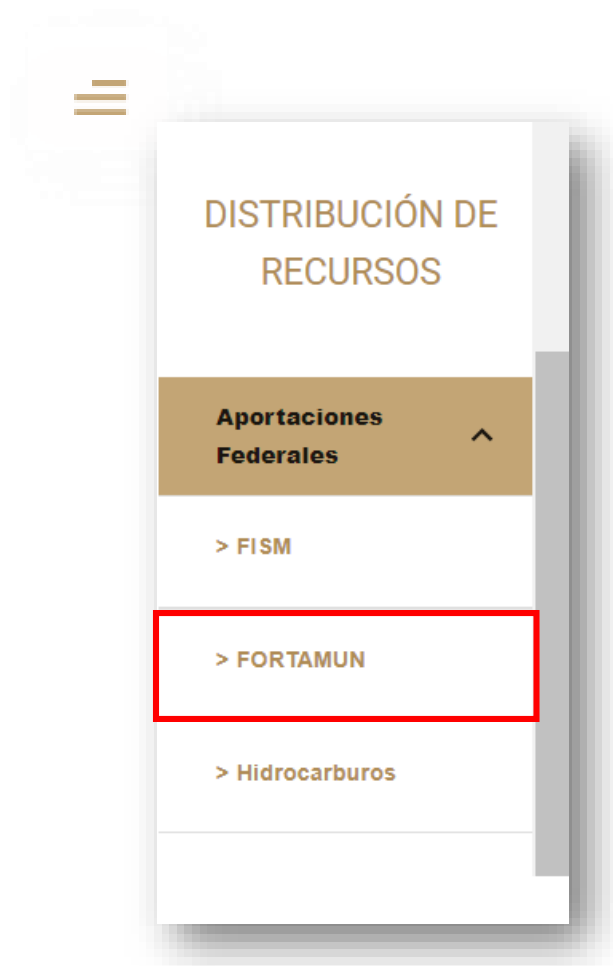 DISTRIBUCIÓN DE
RECURSOS
Aportaciones
Federales
> FISM
> FORTAMUN
> Hidrocarburos